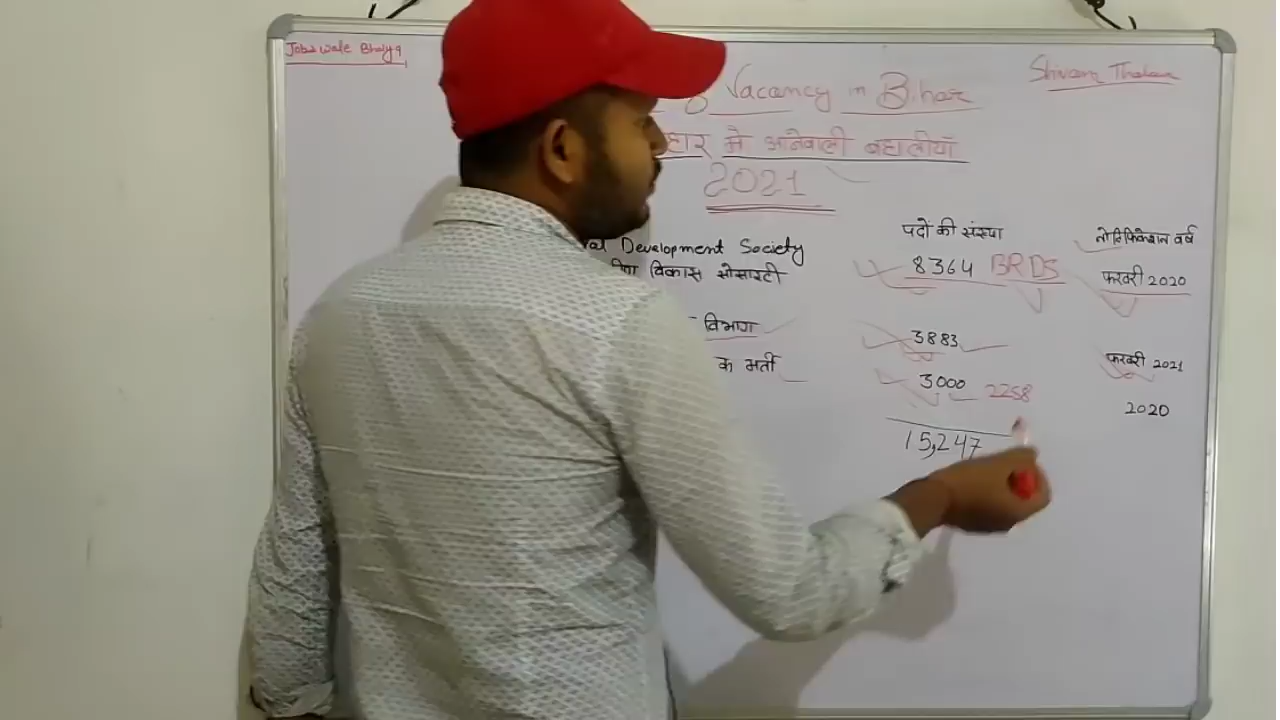 Jobs wale Bhaiya
Shivam Thakur
Vacancy in Bihar
हार मे आनेवाली बहालीयाँ
2021
पदों की संख्या
नोटिफिकेशन वर्ष
ral Development Society
विकास सोसाइटी
8364 BRDS
फरवरी 2020
विभाग
3883
फरवरी 2021
क भर्ती
3000 2258
2020
15,247